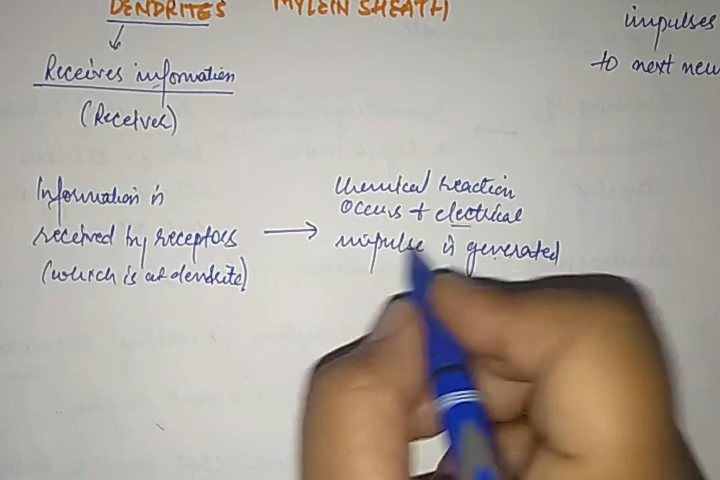 DENDRITES MYLEIN SHEATH
impulses
to next neu
Receives information
(Receiver)
Information is
received by receptors
(which is at dendrite)
→
Chemical reaction
occurs + electrical
impulse is generated